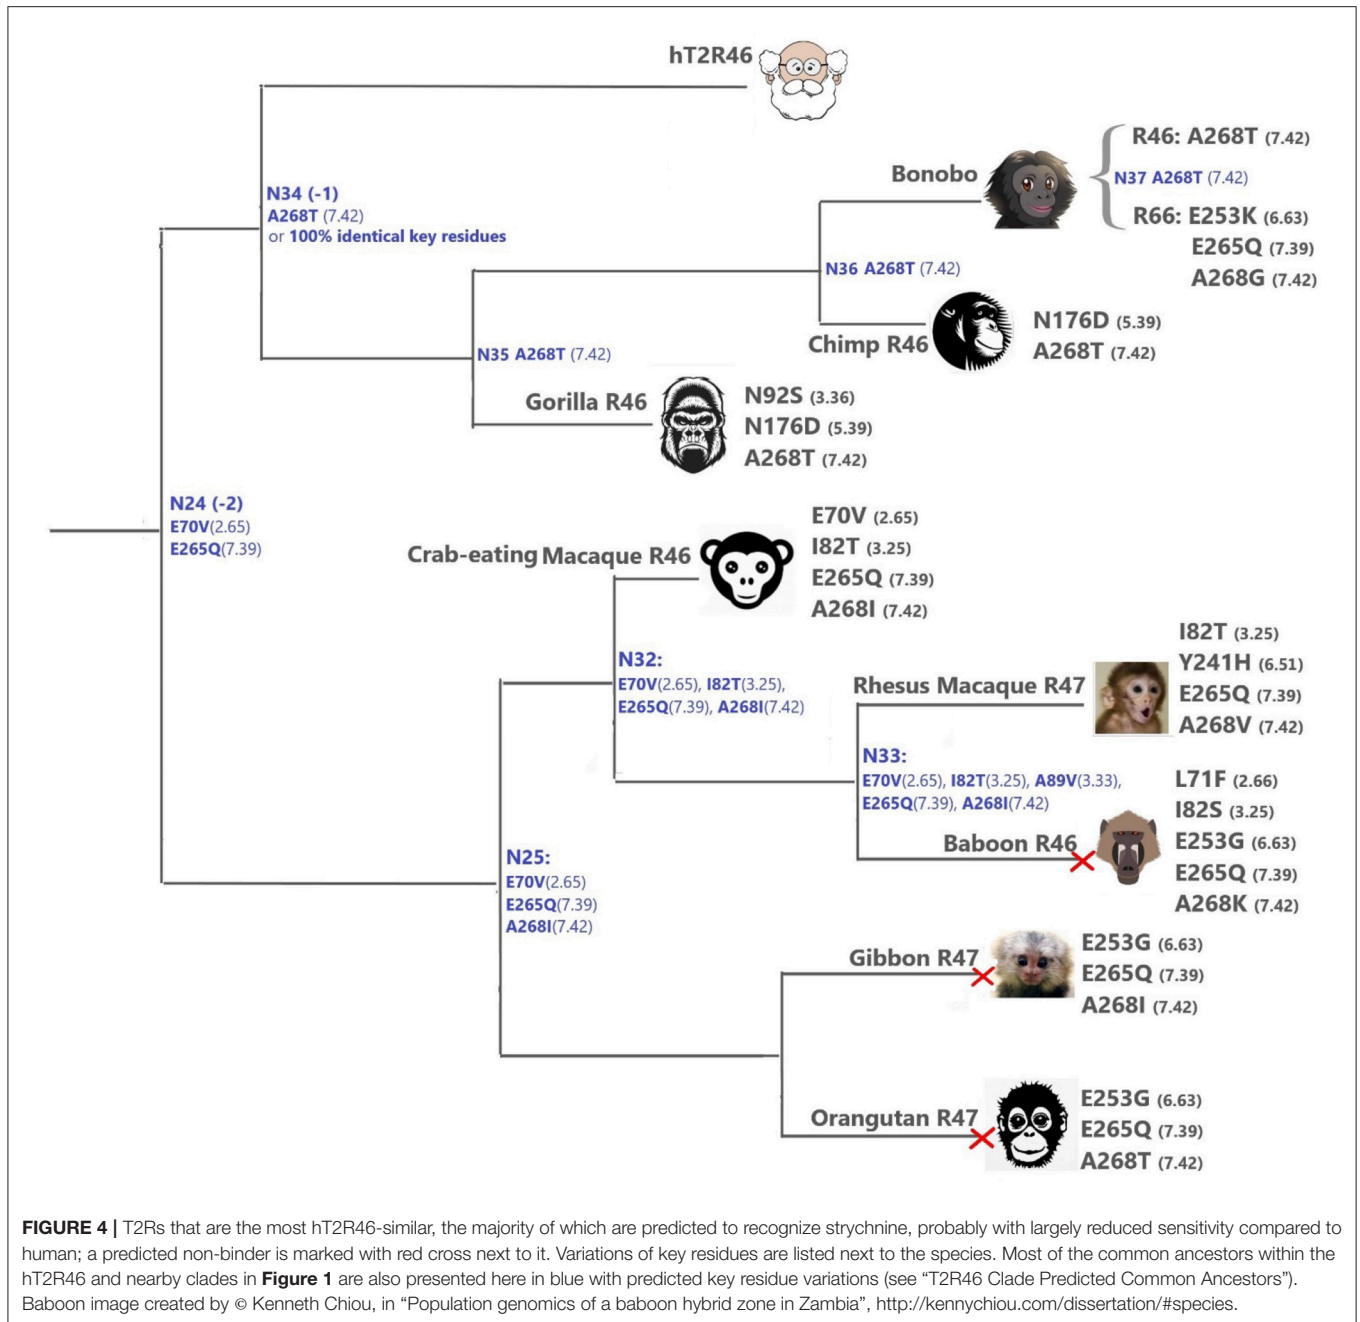 hT2R46
Bonobo
R46: A268T (7.42)
N37 A268T (7.42)
R66: E253K (6.63)
E265Q (7.39)
A268G (7.42)
N34 (-1)
A268T (7.42)
or 100% identical key residues
N36 A268T (7.42)
Chimp R46
N176D (5.39)
A268T (7.42)
N35 A268T (7.42)
Gorilla R46
N92S (3.36)
N176D (5.39)
A268T (7.42)
N24 (-2)
E70V(2.65)
E265Q(7.39)
Crab-eating Macaque R46
E70V (2.65)
I82T (3.25)
E265Q (7.39)
A268I (7.42)
N32:
E70V(2.65), I82T(3.25),
E265Q(7.39), A268I(7.42)
Rhesus Macaque R47
I82T (3.25)
Y241H (6.51)
E265Q (7.39)
A268V (7.42)
N33:
E70V(2.65), I82T(3.25), A89V(3.33),
E265Q(7.39), A268I(7.42)
Baboon R46
L71F (2.66)
I82S (3.25)
E253G (6.63)
E265Q (7.39)
A268K (7.42)
N25:
E70V(2.65)
E265Q(7.39)
A268I(7.42)
Gibbon R47
E253G (6.63)
E265Q (7.39)
A268I (7.42)
Orangutan R47
E253G (6.63)
E265Q (7.39)
A268T (7.42)
FIGURE 4 | T2Rs that are the most hT2R46-similar, the majority of which are predicted to recognize strychnine, probably with largely reduced sensitivity compared to
human; a predicted non-binder is marked with red cross next to it. Variations of key residues are listed next to the species. Most of the common ancestors within the
hT2R46 and nearby clades in Figure 1 are also presented here in blue with predicted key residue variations (see “T2R46 Clade Predicted Common Ancestors”).
Baboon image created by © Kenneth Chiou, in “Population genomics of a baboon hybrid zone in Zambia”, http://kennychiou.com/dissertation/#species.